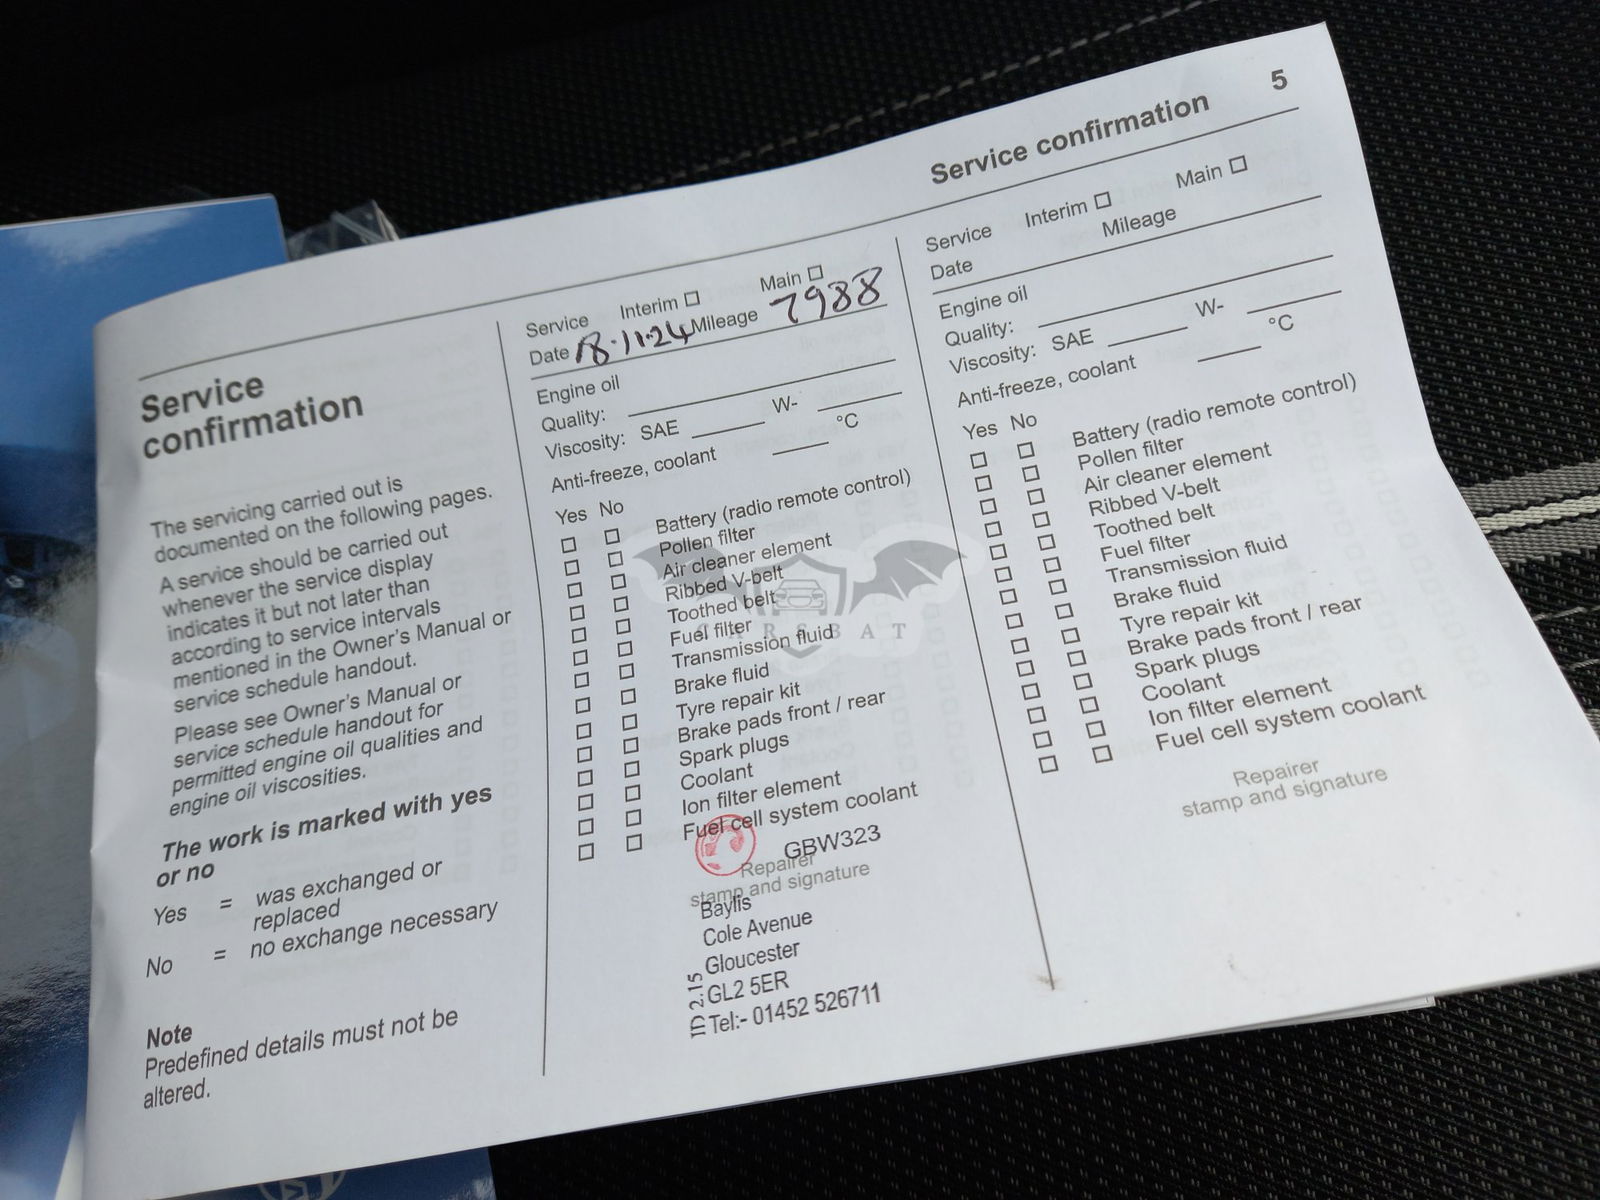 Service confirmation 5
Service
confirmation
The servicing carried out is
documented on the following pages.
A service should be carried out
whenever the service display
indicates it but not later than
according to service intervals
mentioned in the Owner's Manual or
service schedule handout.
Please see Owner's Manual or
service schedule handout for
permitted engine oil qualities and
engine oil viscosities.
The work is marked with yes
or no
Yes = was exchanged or
replaced
No = no exchange necessary
Note
Predefined details must not be
altered.
Service Interim Main
Date 18.11.24 Mileage 7988
Engine oil
Quality:
Viscosity: SAE W-
Anti-freeze, coolant °C
Yes No
Battery (radio remote control)
Pollen filter
Air cleaner element
Ribbed V-belt
Toothed belt
Fuel filter
Transmission fluid
Brake fluid
Tyre repair kit
Brake pads front / rear
Spark plugs
Coolant
Ion filter element
Fuel cell system coolant
GBW323
Repairer
stamp and signature
Baylis
Cole Avenue
Gloucester
GL2 5ER
Tel:- 01452 526711
ID 2.15
Service Interim Main
Date Mileage
Engine oil
Quality:
Viscosity: SAE W-
Anti-freeze, coolant °C
Yes No
Battery (radio remote control)
Pollen filter
Air cleaner element
Ribbed V-belt
Toothed belt
Fuel filter
Transmission fluid
Brake fluid
Tyre repair kit
Brake pads front / rear
Spark plugs
Coolant
Ion filter element
Fuel cell system coolant
Repairer
stamp and signature
CARSBAT